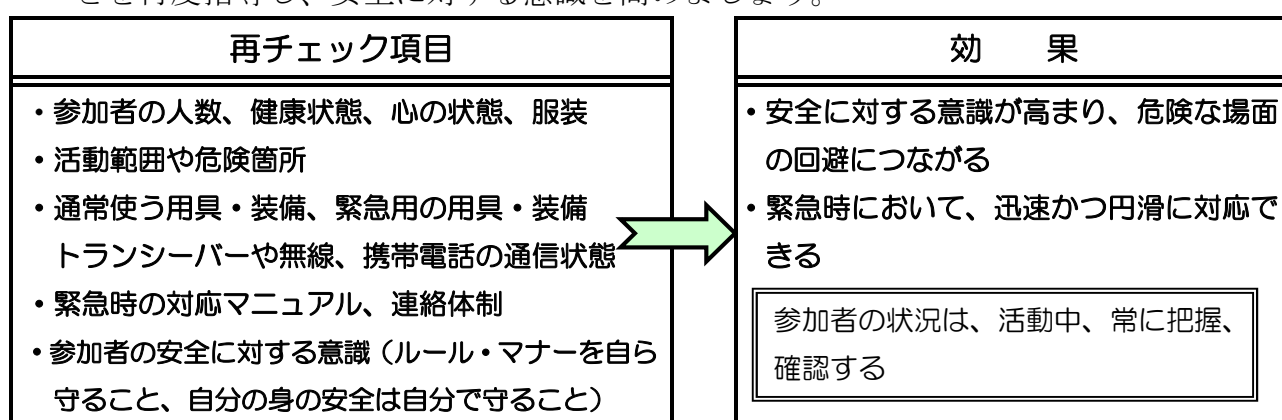 ことを再度指導し、安全に対する意識を高めましょう。
再チェック項目
・参加者の人数、健康状態、心の状態、服装
・活動範囲や危険箇所
・通常使う用具・装備、緊急用の用具・装備
トランシーバーや無線、携帯電話の通信状態
・緊急時の対応マニュアル、連絡体制
・参加者の安全に対する意識（ルール・マナーを自ら
守ること、自分の身の安全は自分で守ること）
効　果
・安全に対する意識が高まり、危険な場面
の回避につながる
・緊急時において、迅速かつ円滑に対応で
きる
参加者の状況は、活動中、常に把握、
確認する